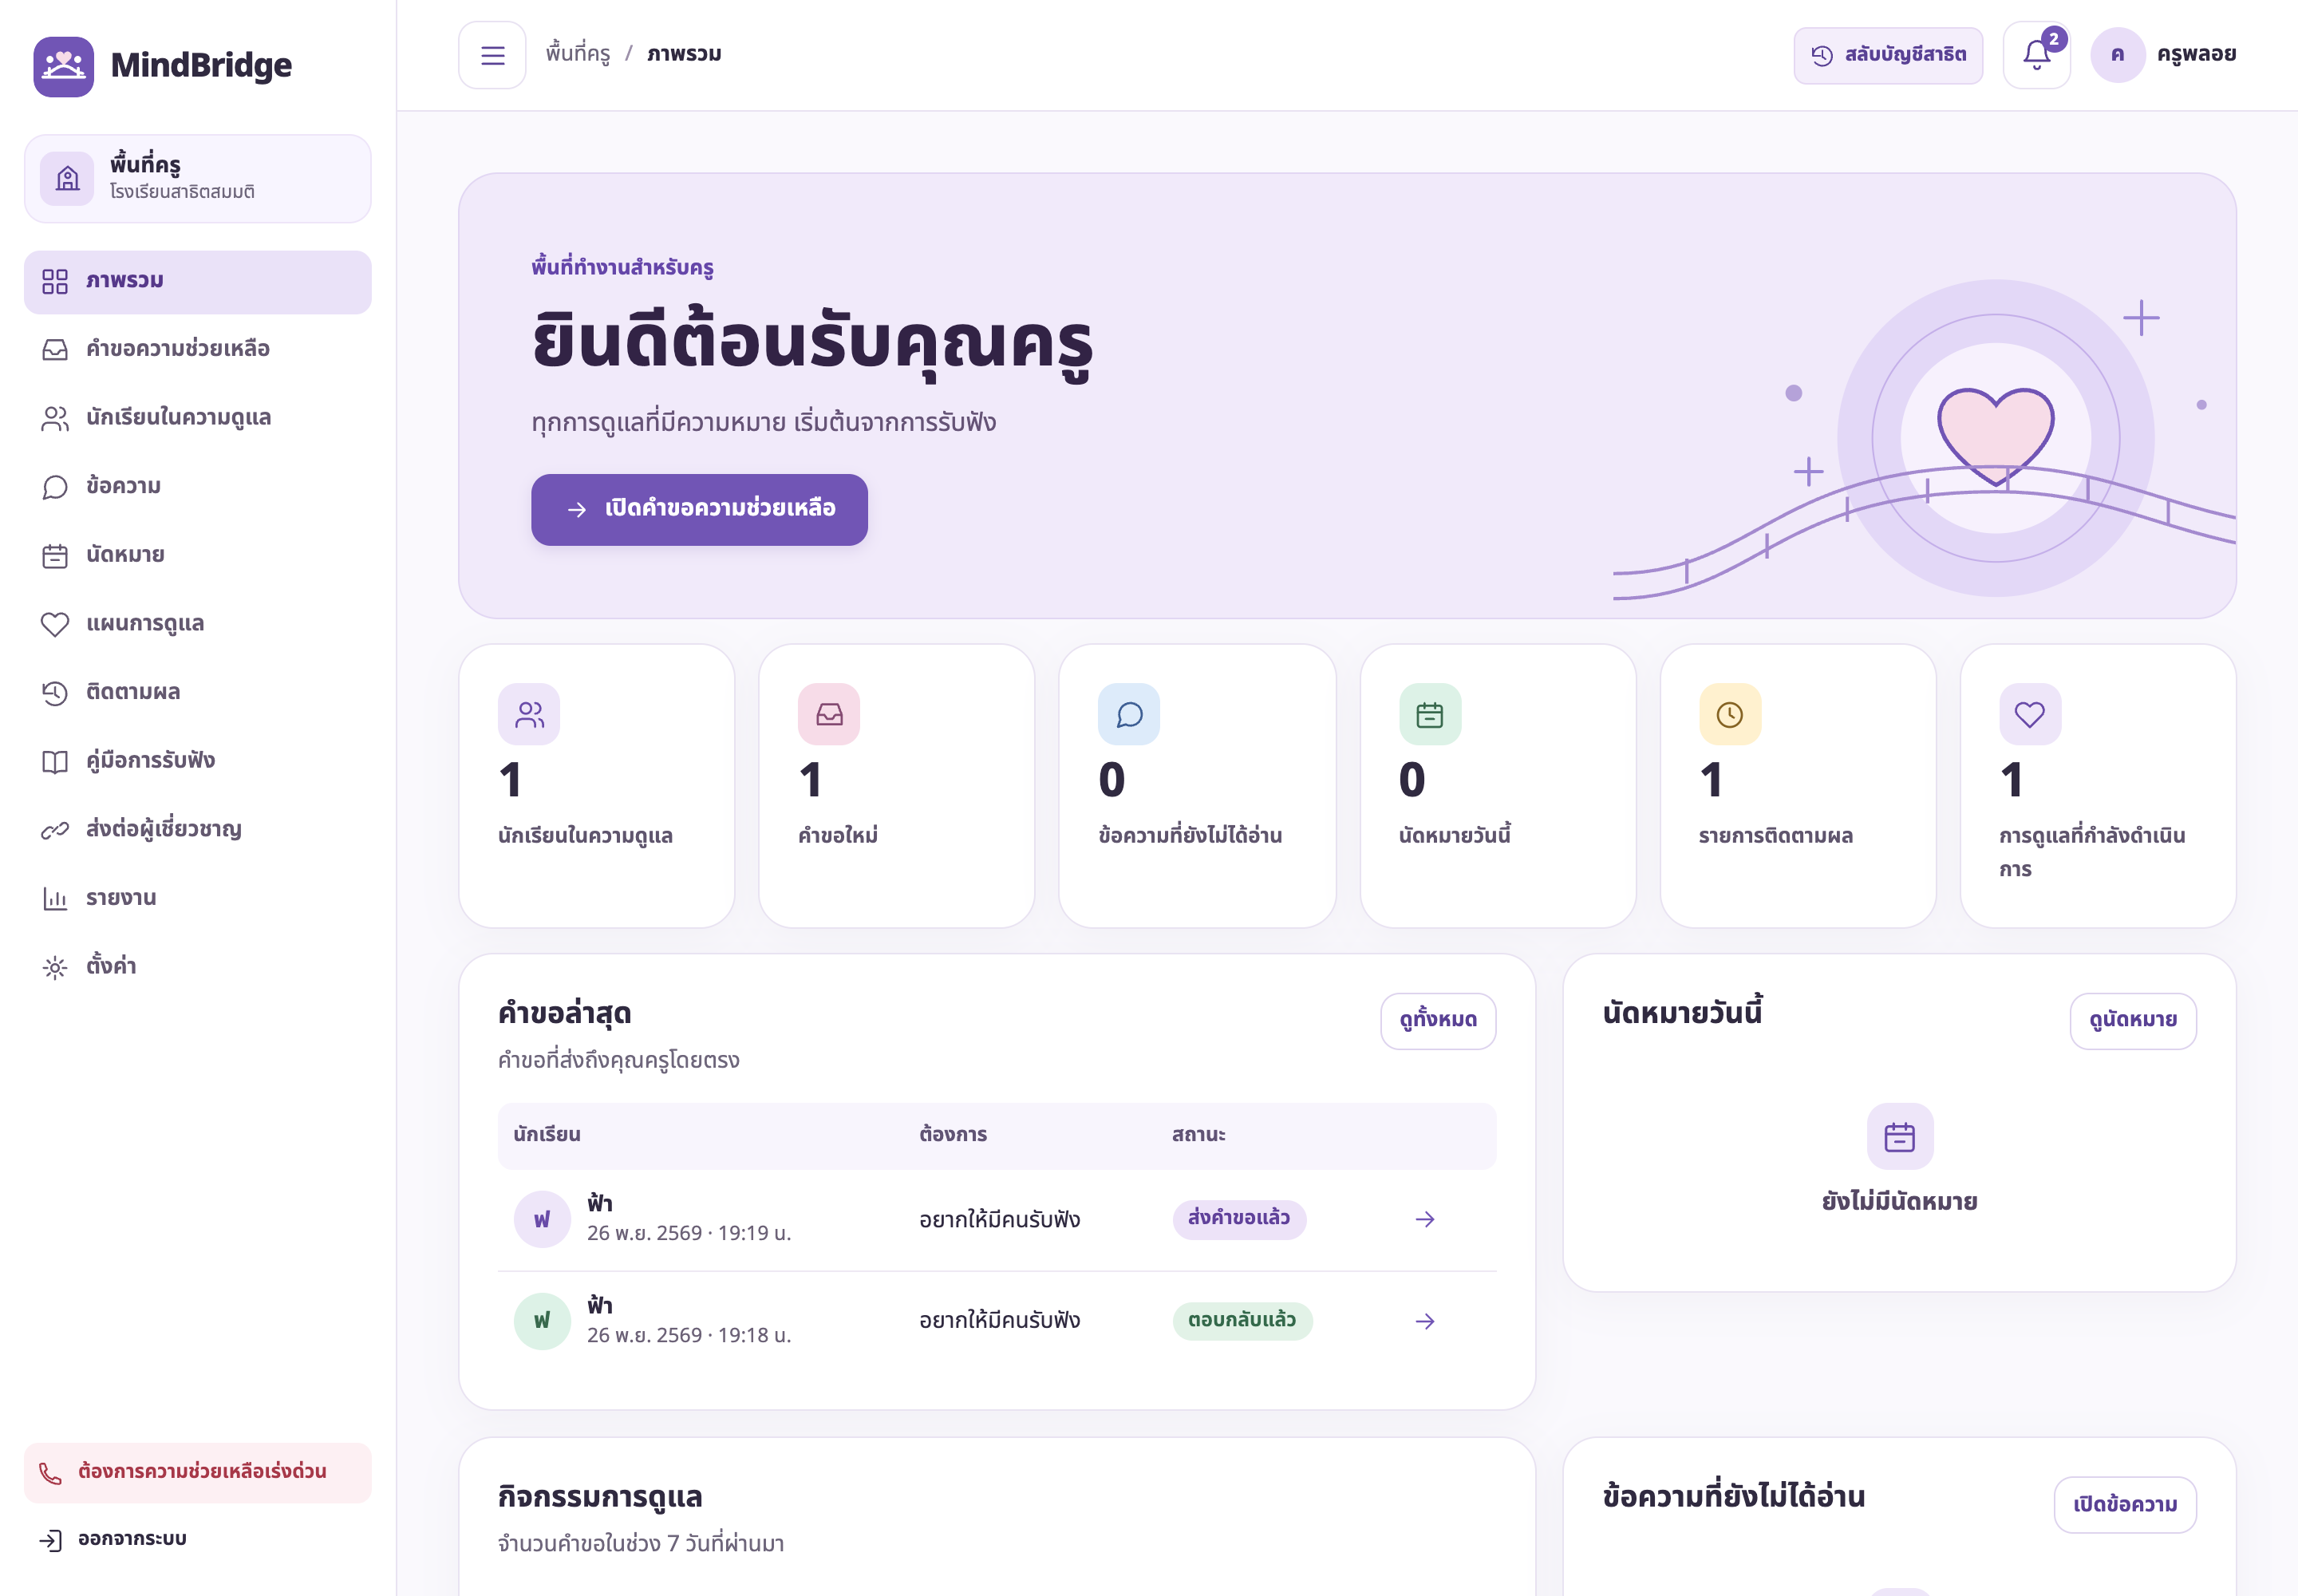 MindBridge
พื้นที่ครู
โรงเรียนสาธิตสมมติ
ภาพรวม
คำขอความช่วยเหลือ
นักเรียนในความดูแล
ข้อความ
นัดหมาย
แผนการดูแล
ติดตามผล
คู่มือการรับฟัง
ส่งต่อผู้เชี่ยวชาญ
รายงาน
ตั้งค่า
ต้องการความช่วยเหลือเร่งด่วน
ออกจากระบบ
พื้นที่ครู / ภาพรวม
สลับบัญชีสาธิต
2
ค
ครูพลอย
พื้นที่ทำงานสำหรับครู
ยินดีต้อนรับคุณครู
ทุกการดูแลที่มีความหมาย เริ่มต้นจากการรับฟัง
เปิดคำขอความช่วยเหลือ
1
นักเรียนในความดูแล
1
คำขอใหม่
0
ข้อความที่ยังไม่ได้อ่าน
0
นัดหมายวันนี้
1
รายการติดตามผล
1
การดูแลที่กำลังดำเนิน
การ
คำขอล่าสุด
คำขอที่ส่งถึงคุณครูโดยตรง
ดูทั้งหมด
นักเรียน ต้องการ สถานะ
ฟ
ฟ้า
26 พ.ย. 2569 · 19:19 น.
อยากให้มีคนรับฟัง
ส่งคำขอแล้ว
ฟ
ฟ้า
26 พ.ย. 2569 · 19:18 น.
อยากให้มีคนรับฟัง
ตอบกลับแล้ว
นัดหมายวันนี้
ดูนัดหมาย
ยังไม่มีนัดหมาย
กิจกรรมการดูแล
จำนวนคำขอในช่วง 7 วันที่ผ่านมา
ข้อความที่ยังไม่ได้อ่าน
เปิดข้อความ